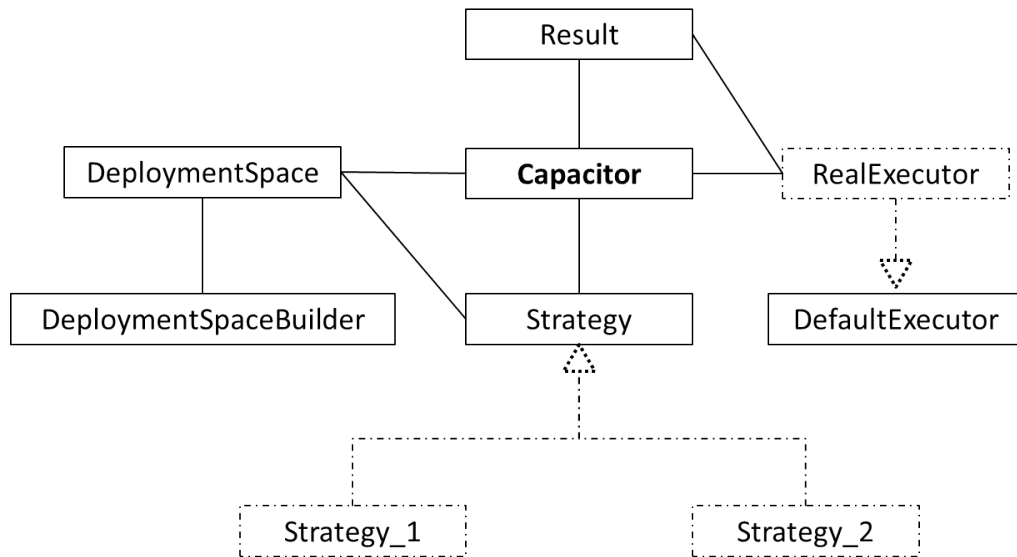 Result
DeploymentSpace
Capacitor
RealExecutor
DeploymentSpaceBuilder
Strategy
DefaultExecutor
Strategy_1
Strategy_2